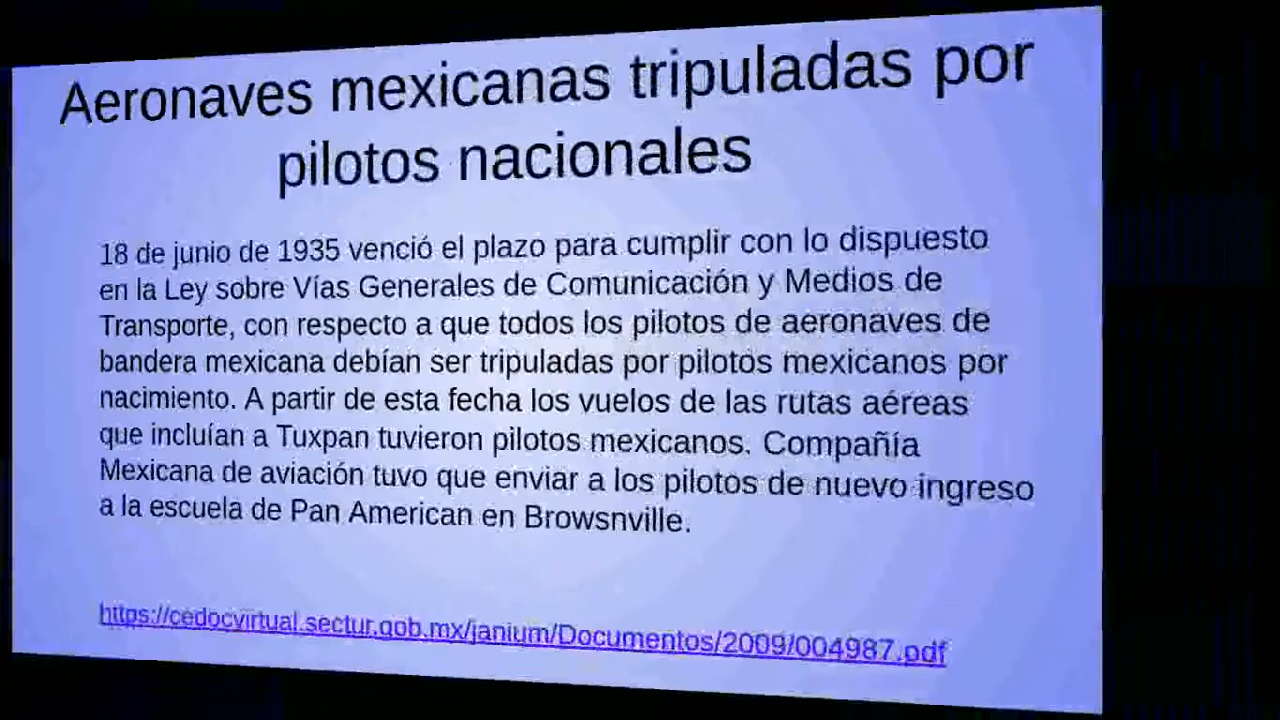 Aeronaves mexicanas tripuladas por
pilotos nacionales
18 de junio de 1935 venció el plazo para cumplir con lo dispuesto
en la Ley sobre Vías Generales de Comunicación y Medios de
Transporte, con respecto a que todos los pilotos de aeronaves de
bandera mexicana debían ser tripuladas por pilotos mexicanos por
nacimiento. A partir de esta fecha los vuelos de las rutas aéreas
que incluían a Tuxpan tuvieron pilotos mexicanos. Compañía
Mexicana de aviación tuvo que enviar a los pilotos de nuevo ingreso
a la escuela de Pan American en Browsnville.
https://cedocvirtual.sectur.gob.mx/janium/Documentos/2009/004987.pdf